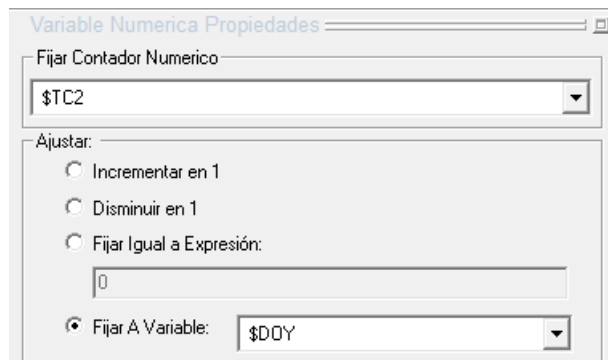 Variable Numerica Propiedades
Fijar Contador Numerico
$TC2
Ajustar:
Incrementar en 1
Disminuir en 1
Fijar Igual a Expresión:
0
Fijar A Variable: $DOY